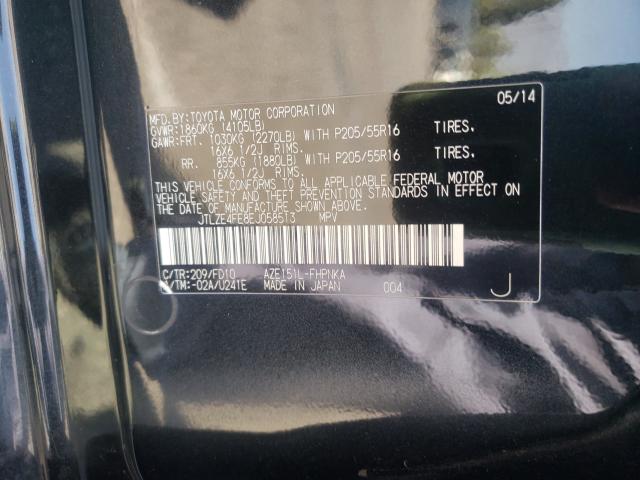 MFD. BY: TOYOTA MOTOR CORPORATION 05/14
GVWR: 1860KG (4105LB)
GAWR: FRT. 1030KG (2270LB) WITH P205/55R16 TIRES.
16X6 1/2J RIMS.
RR. 855KG (1880LB) WITH P205/55R16 TIRES.
16X6 1/2J RIMS.
THIS VEHICLE CONFORMS TO ALL APPLICABLE FEDERAL MOTOR
VEHICLE SAFETY AND THEFT PREVENTION STANDARDS IN EFFECT ON
THE DATE OF MANUFACTURE SHOWN ABOVE.
JTLZE4FE8EJ058513 MPV
C/TR: 209/FD10 AZE151L-FHPNKA
A/TM: -02A/U241E MADE IN JAPAN 004 J